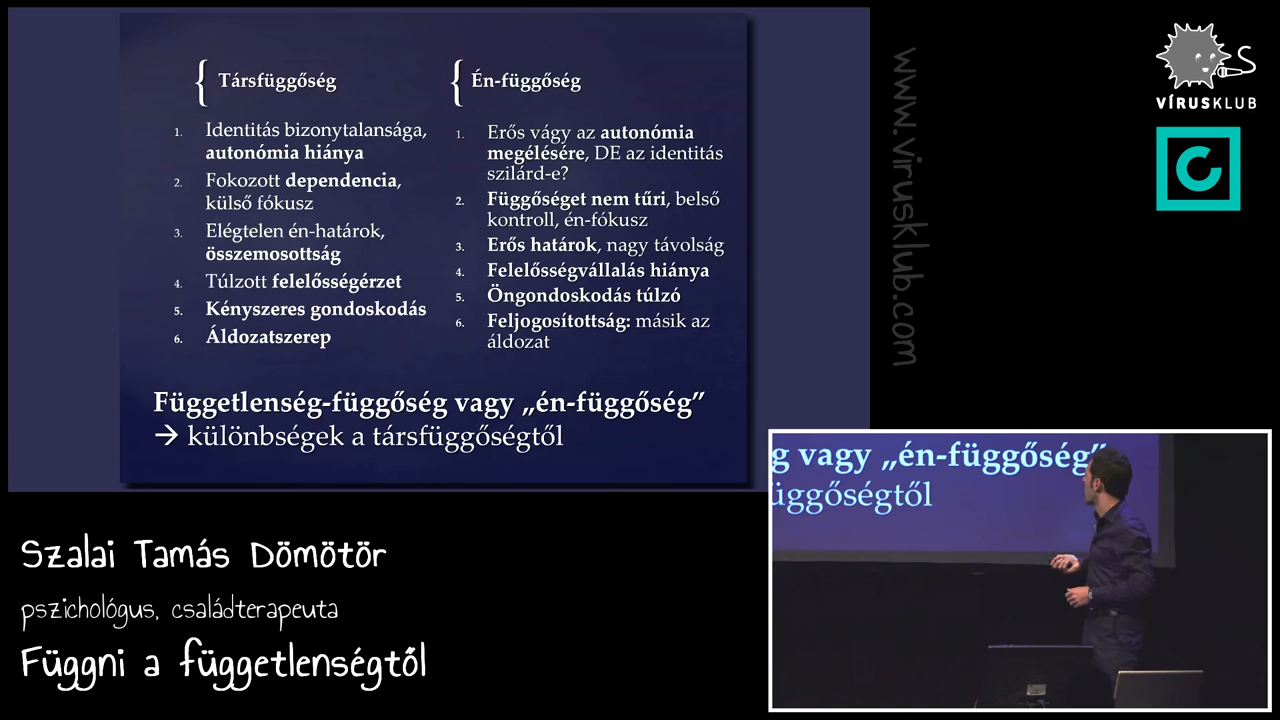 { Társfüggőség
1. Identitás bizonytalansága,
autonómia hiánya
2. Fokozott dependencia,
külső fókusz
3. Elégtelen én-határok,
összemosottság
4. Túlzott felelősségérzet
5. Kényszeres gondoskodás
6. Áldozatszerep
{ Én-függőség
1. Erős vágy az autonómia
megélésére, DE az identitás
szilárd-e?
2. Függőséget nem tűri, belső
kontroll, én-fókusz
3. Erős határok, nagy távolság
4. Felelősségvállalás hiánya
5. Öngondoskodás túlzó
6. Feljogosítottság: másik az
áldozat
Függetlenség-függőség vagy „én-függőség”
→ különbségek a társfüggőségtől
www.virusklub.com
VÍRUSKLUB
g vagy „én-függőség”
üggőségtől
Szalai Tamás Dömötör
pszichológus, családterapeuta
Függni a függetlenségtől